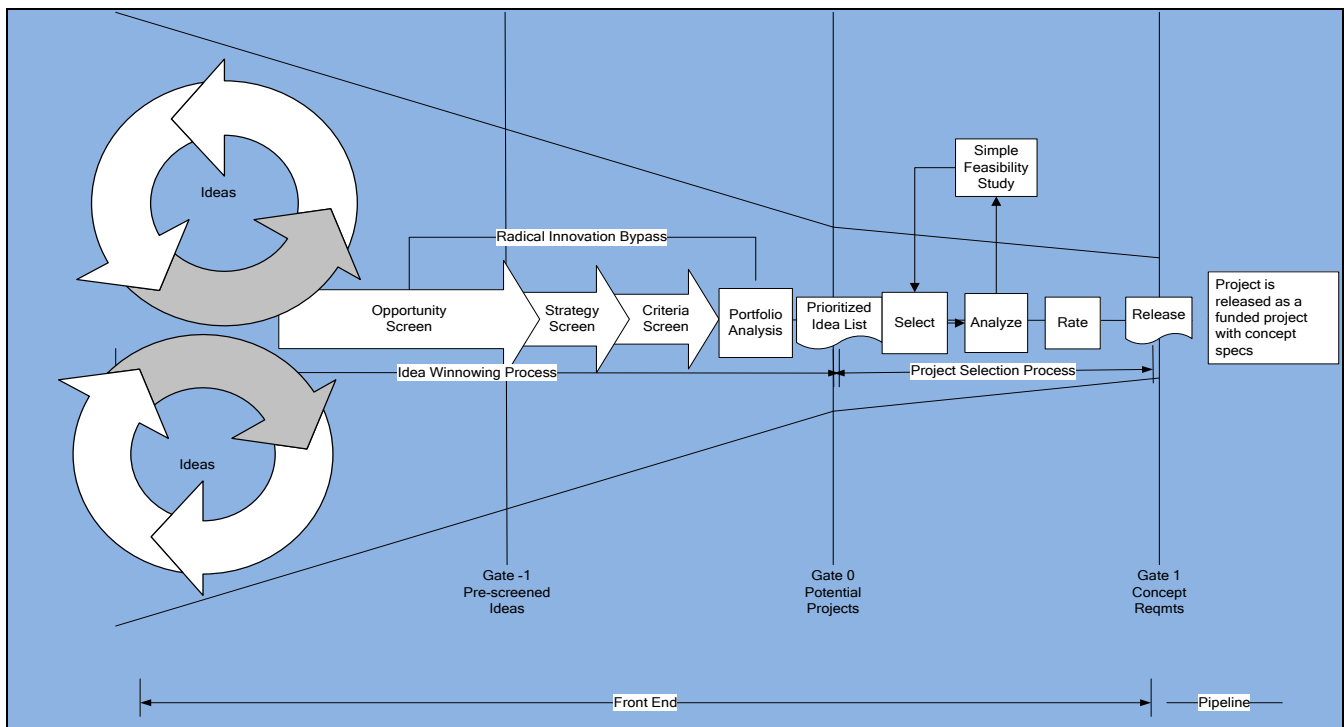 Ideas
Ideas
Radical Innovation Bypass
Opportunity
Screen
Strategy
Screen
Criteria
Screen
Portfolio
Analysis
Prioritized
Idea List
Simple
Feasibility
Study
Select
Analyze
Rate
Release
Project is
released as a
funded project
with concept
specs
Idea Winnowing Process
Project Selection Process
Gate -1
Pre-screened
Ideas
Gate 0
Potential
Projects
Gate 1
Concept
Reqmts
Front End
Pipeline